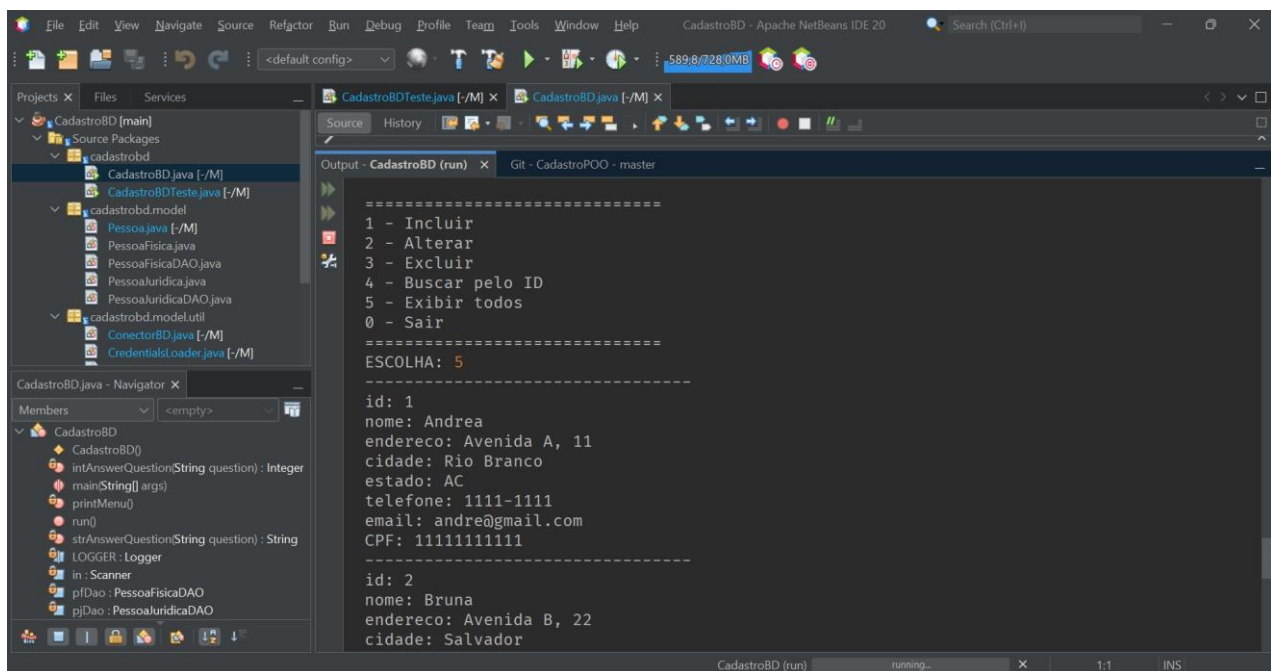 File Edit View Navigate Source Refactor Run Debug Profile Team Tools Window Help CadastroBD - Apache NetBeans IDE 20 Search (Ctrl+I)
<default config> 589,8/728,0MB
Projects Files Services
CadastroBD [main]
Source Packages
cadastrobd
CadastroBD.java [-/M]
CadastroBDTeste.java [-/M]
cadastrobd.model
Pessoa.java [-/M]
PessoaFisica.java
PessoaFisicaDAO.java
PessoaJuridica.java
PessoaJuridicaDAO.java
cadastrobd.model.util
ConectorBD.java [-/M]
CredentialsLoader.java [-/M]
CadastroBD.java - Navigator
Members <empty>
CadastroBD
CadastroBD()
intAnswerQuestion(String question) : Integer
main(String[] args)
printMenu()
run()
strAnswerQuestion(String question) : String
LOGGER : Logger
in : Scanner
pfDao : PessoaFisicaDAO
pjDao : PessoaJuridicaDAO
CadastroBDTeste.java [-/M] CadastroBD.java [-/M]
Source History
Output - CadastroBD (run) Git - CadastroPOO - master
==============================
1 - Incluir
2 - Alterar
3 - Excluir
4 - Buscar pelo ID
5 - Exibir todos
0 - Sair
==============================
ESCOLHA: 5
---------------------------------
id: 1
nome: Andrea
endereco: Avenida A, 11
cidade: Rio Branco
estado: AC
telefone: 1111-1111
email: andre@gmail.com
CPF: 11111111111
---------------------------------
id: 2
nome: Bruna
endereco: Avenida B, 22
cidade: Salvador
CadastroBD (run) running... 1:1 INS